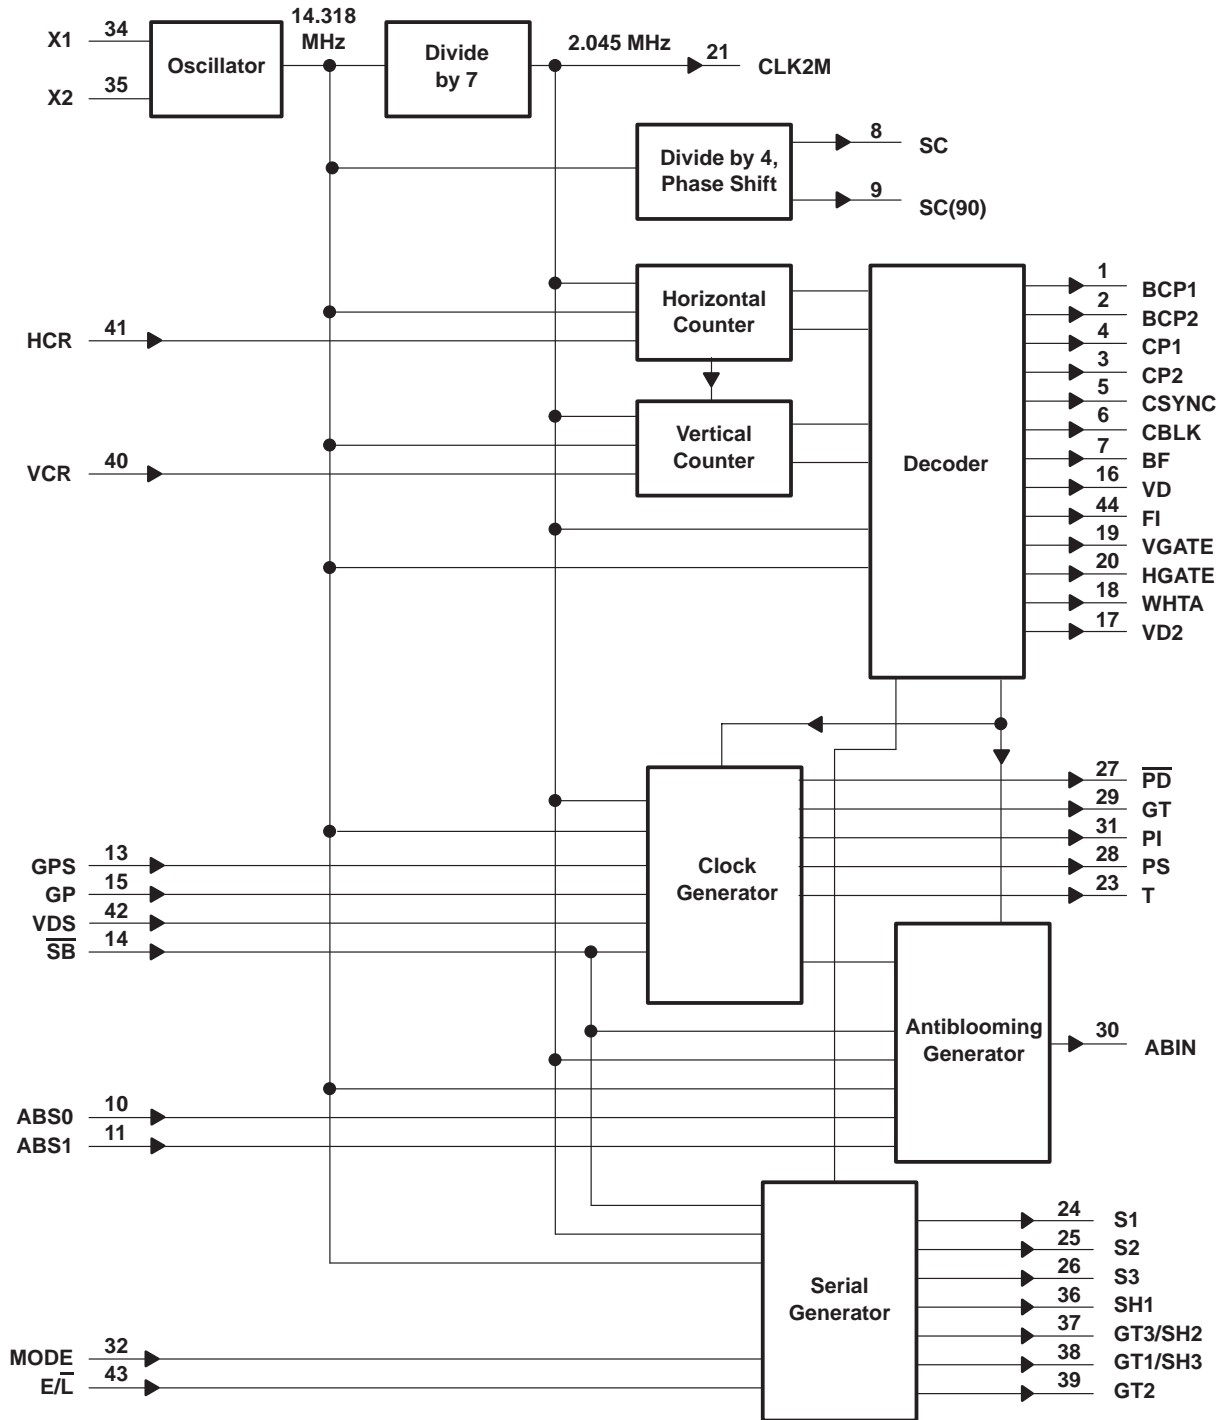 14.318
MHz
X1
34
Oscillator
Divide
by 7
2.045 MHz
21
CLK2M
X2
35
Divide by 4,
Phase Shift
8
SC
9
SC(90)
Horizontal
Counter
HCR
41
Vertical
Counter
VCR
40
Decoder
1
BCP1
2
BCP2
4
CP1
3
CP2
5
CSYNC
6
CBLK
7
BF
16
VD
44
FI
19
VGATE
20
HGATE
18
WHTA
17
VD2
GPS
13
GP
15
VDS
42
S̅B̅
14
Clock
Generator
27
P̅D̅
29
GT
31
PI
28
PS
23
T
Antiblooming
Generator
30
ABIN
ABS0
10
ABS1
11
Serial
Generator
24
S1
25
S2
26
S3
36
SH1
37
GT3/SH2
38
GT1/SH3
39
GT2
MODE
32
E/L̅
43